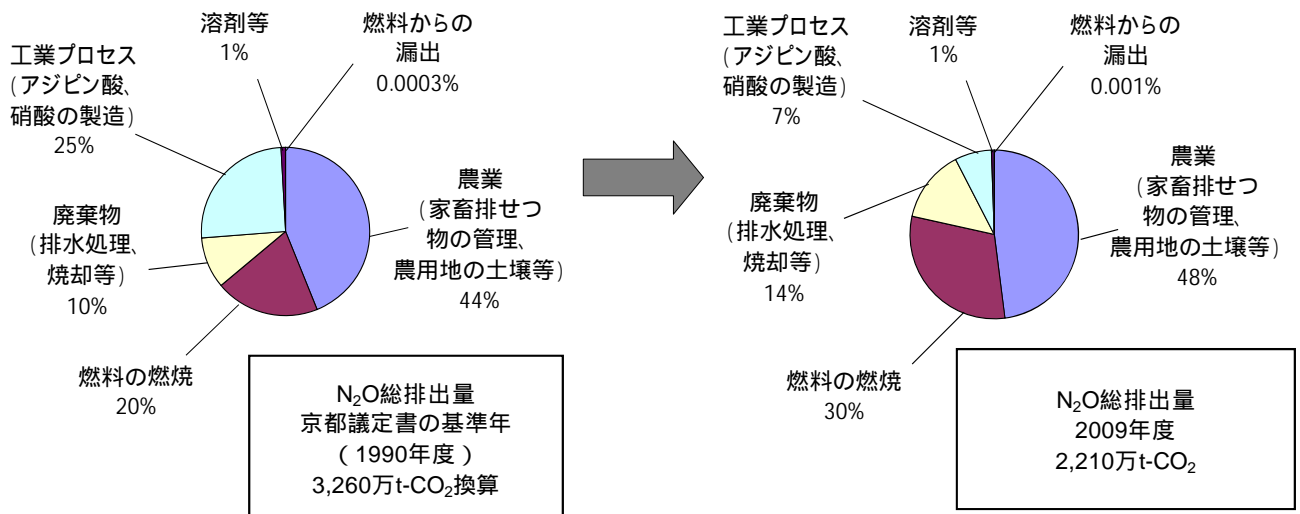 溶剤等
1%
燃料からの
漏出
0.0003%
工業プロセス
(アジピン酸、
硝酸の製造)
25%
農業
(家畜排せつ
物の管理、
農用地の土壌等)
44%
廃棄物
(排水処理、
焼却等)
10%
燃料の燃焼
20%
N₂O総排出量
京都議定書の基準年
(1990年度)
3,260万t-CO₂換算
溶剤等
1%
燃料からの
漏出
0.001%
工業プロセス
(アジピン酸、
硝酸の製造)
7%
農業
(家畜排せつ
物の管理、
農用地の土壌等)
48%
廃棄物
(排水処理、
焼却等)
14%
燃料の燃焼
30%
N₂O総排出量
2009年度
2,210万t-CO₂